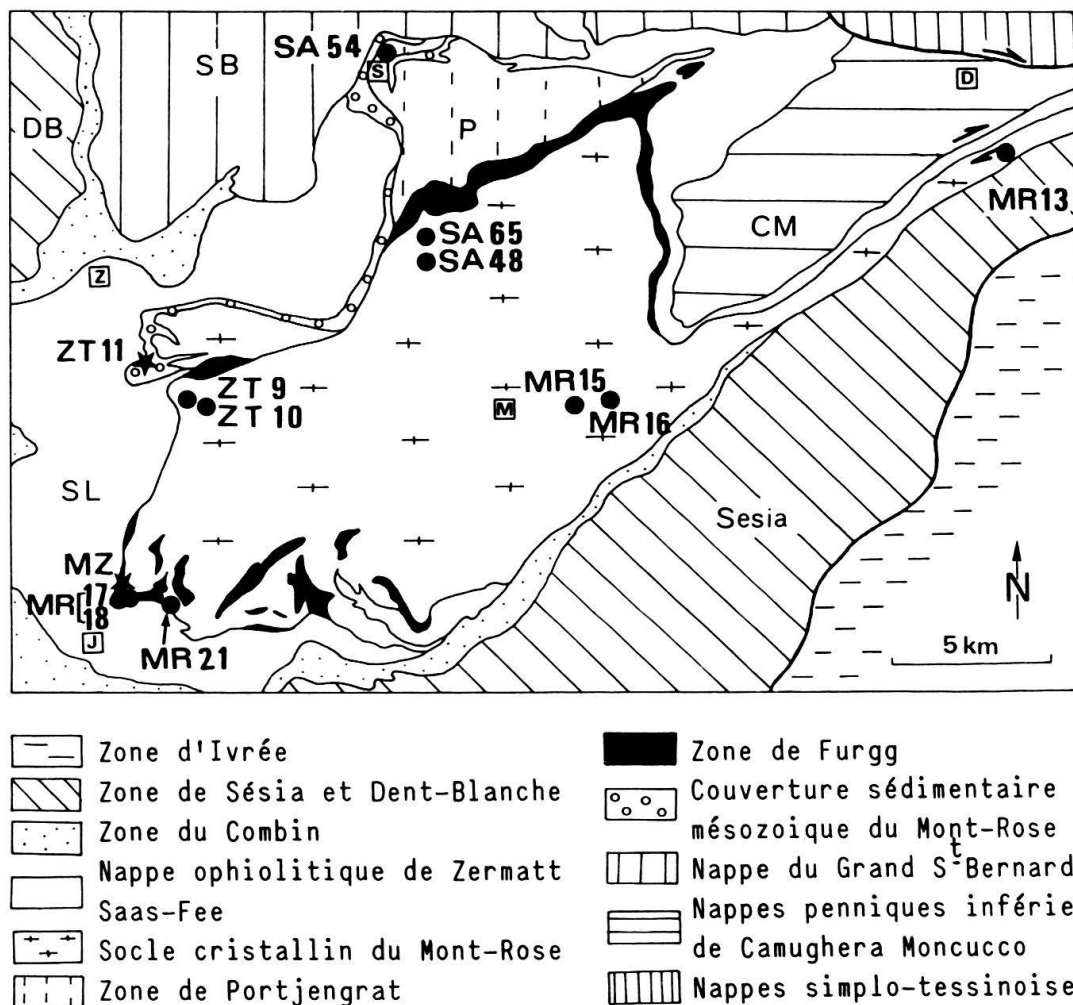 SA 54
S
SB
DB
P
D
MR13
CM
SA 65
SA 48
Z
ZT 11
ZT 9
ZT 10
MR15
MR16
M
SL
Sesia
MZ
MR[17
18
J
MR 21
N
5 km
Zone d'Ivrée
Zone de Sésia et Dent-Blanche
Zone du Combin
Nappe ophiolitique de Zermatt
Saas-Fee
Socle cristallin du Mont-Rose
Zone de Portjengrat
Zone de Furgg
Couverture sédimentaire
mésozoique du Mont-Rose
Nappe du Grand St Bernard
Nappes penniques inférie
de Camughera Moncucco
Nappes simplo-tessinoise